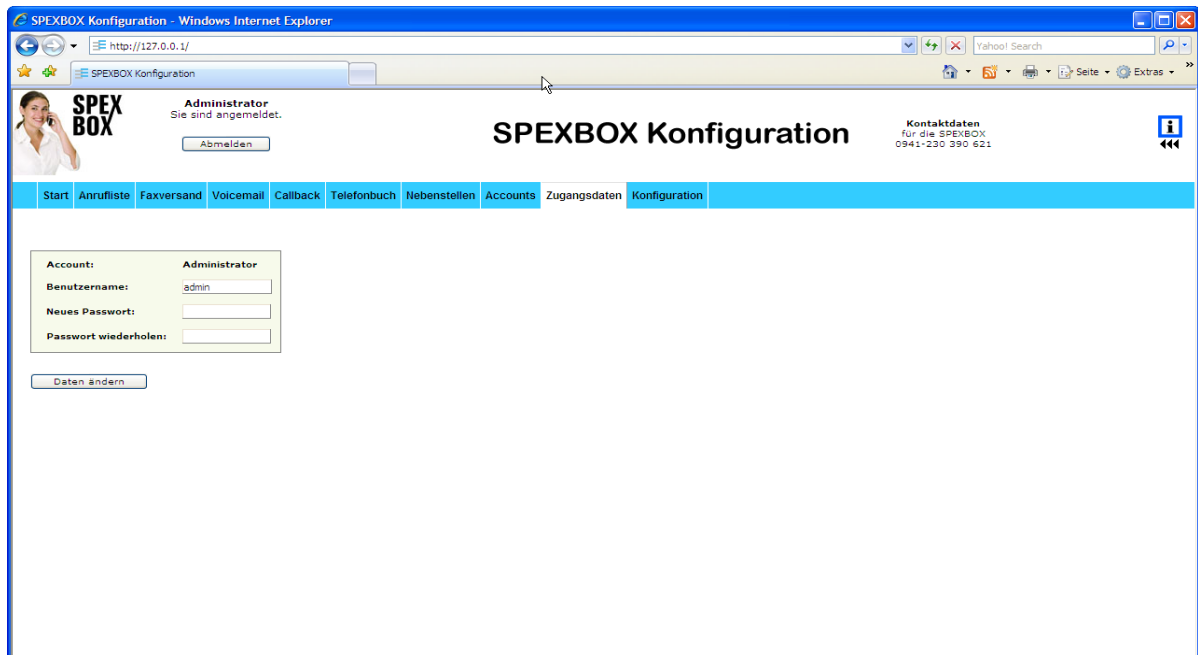 SPEXBOX Konfiguration - Windows Internet Explorer
http://127.0.0.1/
Yahoo! Search
SPEXBOX Konfiguration
Seite
Extras
SPEX
BOX
Administrator
Sie sind angemeldet.
Abmelden
SPEXBOX Konfiguration
Kontaktdaten
für die SPEXBOX
0941-230 390 621
i
Start Anrufliste Faxversand Voicemail Callback Telefonbuch Nebenstellen Accounts Zugangsdaten Konfiguration
Account: Administrator
Benutzername: admin
Neues Passwort:
Passwort wiederholen:
Daten ändern